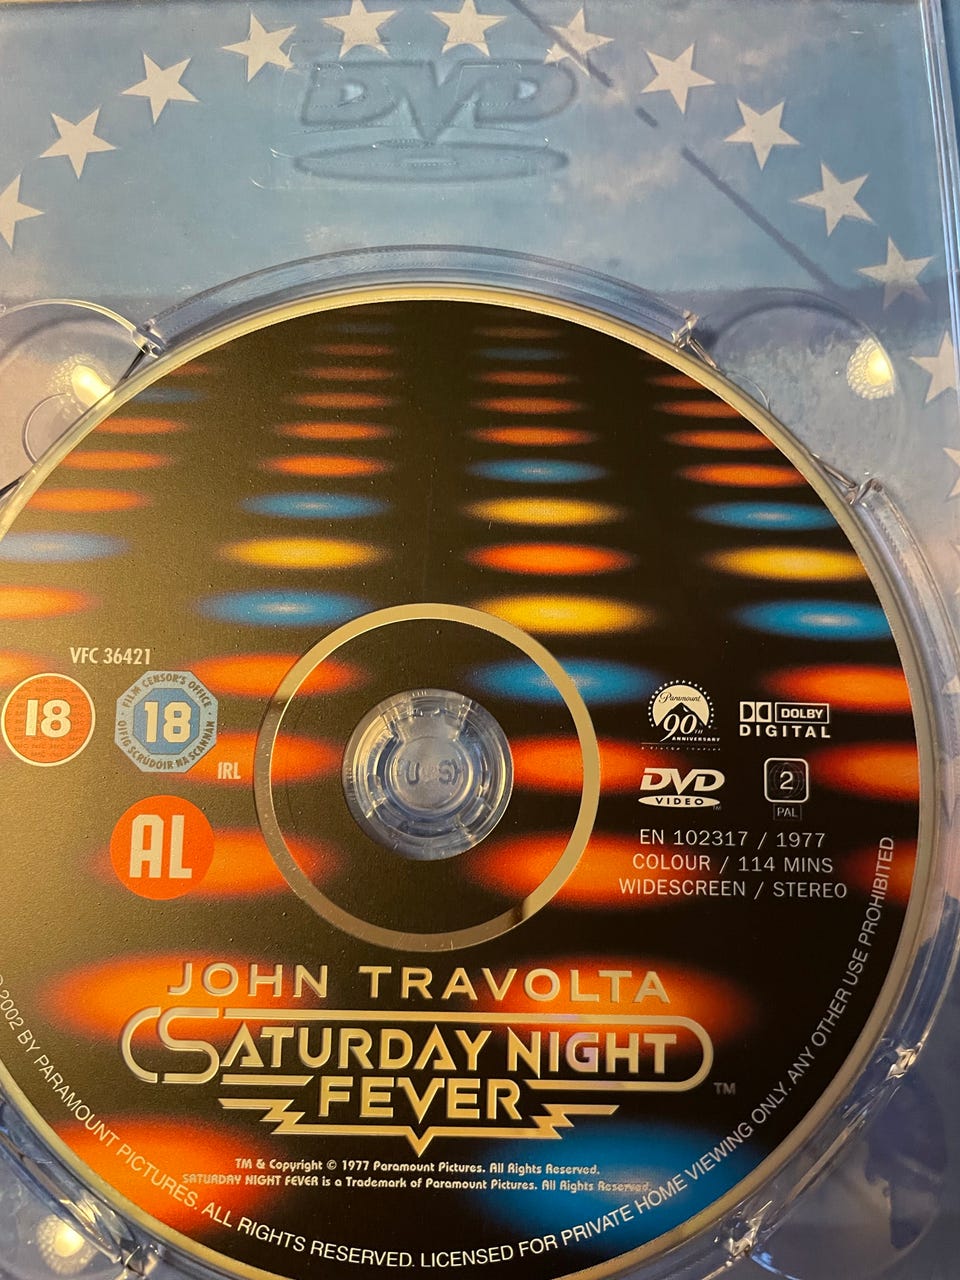 DVD
VFC 36421
18
FILM CENSOR'S OFFICE
18
OIFIG SCRÚDÓIR NA SCANNÁN
IRL
AL
Paramount
90TH
ANNIVERSARY
DOLBY
DIGITAL
DVD
VIDEO
TM
2
PAL
EN 102317 / 1977
COLOUR / 114 MINS
WIDESCREEN / STEREO
JOHN TRAVOLTA
SATURDAY NIGHT
FEVER
TM
TM & Copyright © 1977 Paramount Pictures. All Rights Reserved.
SATURDAY NIGHT FEVER is a Trademark of Paramount Pictures. All Rights Reserved.
2002 BY PARAMOUNT PICTURES. ALL RIGHTS RESERVED. LICENSED FOR PRIVATE HOME VIEWING ONLY. ANY OTHER USE PROHIBITED